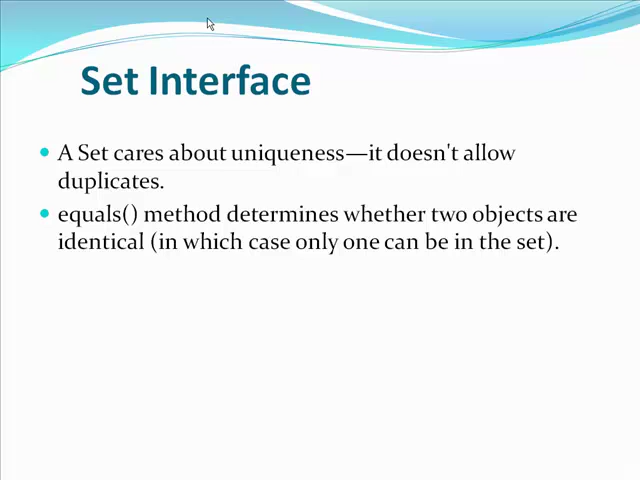 Set Interface
A Set cares about uniqueness—it doesn't allow
duplicates.
equals() method determines whether two objects are
identical (in which case only one can be in the set).